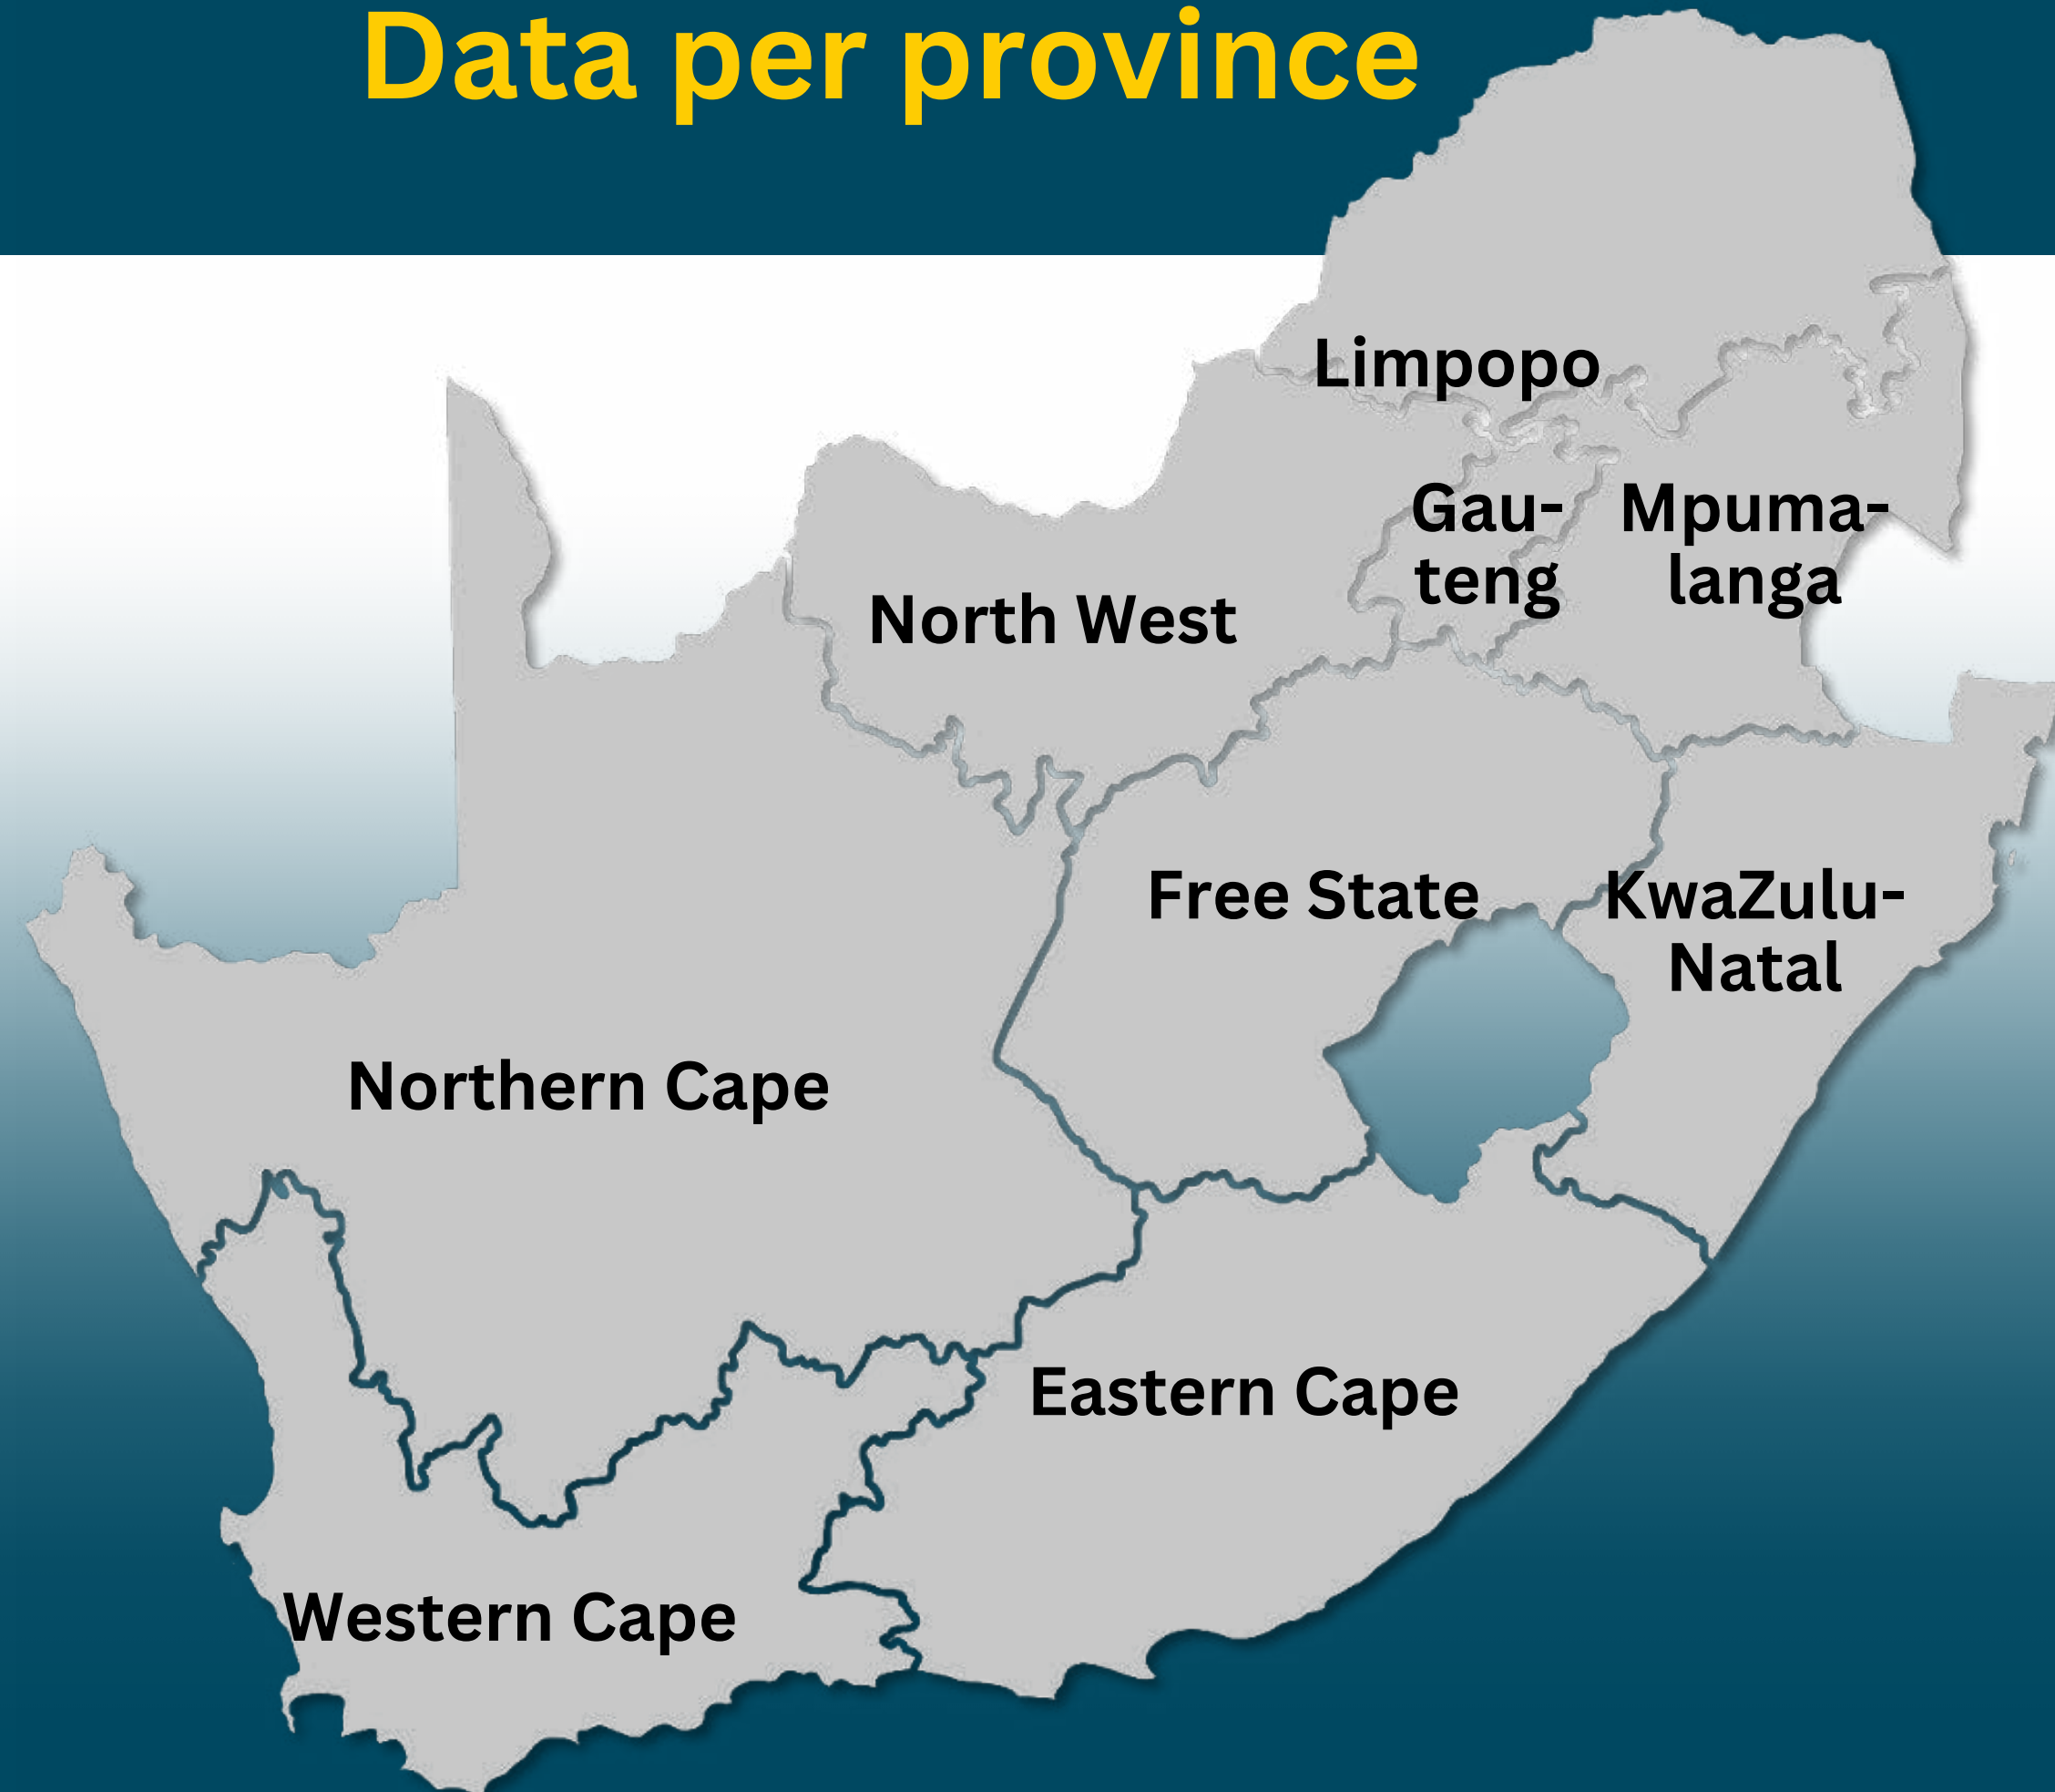 Data per province
Limpopo
Gau-
teng
Mpuma-
langa
North West
Free State
KwaZulu-
Natal
Northern Cape
Eastern Cape
Western Cape